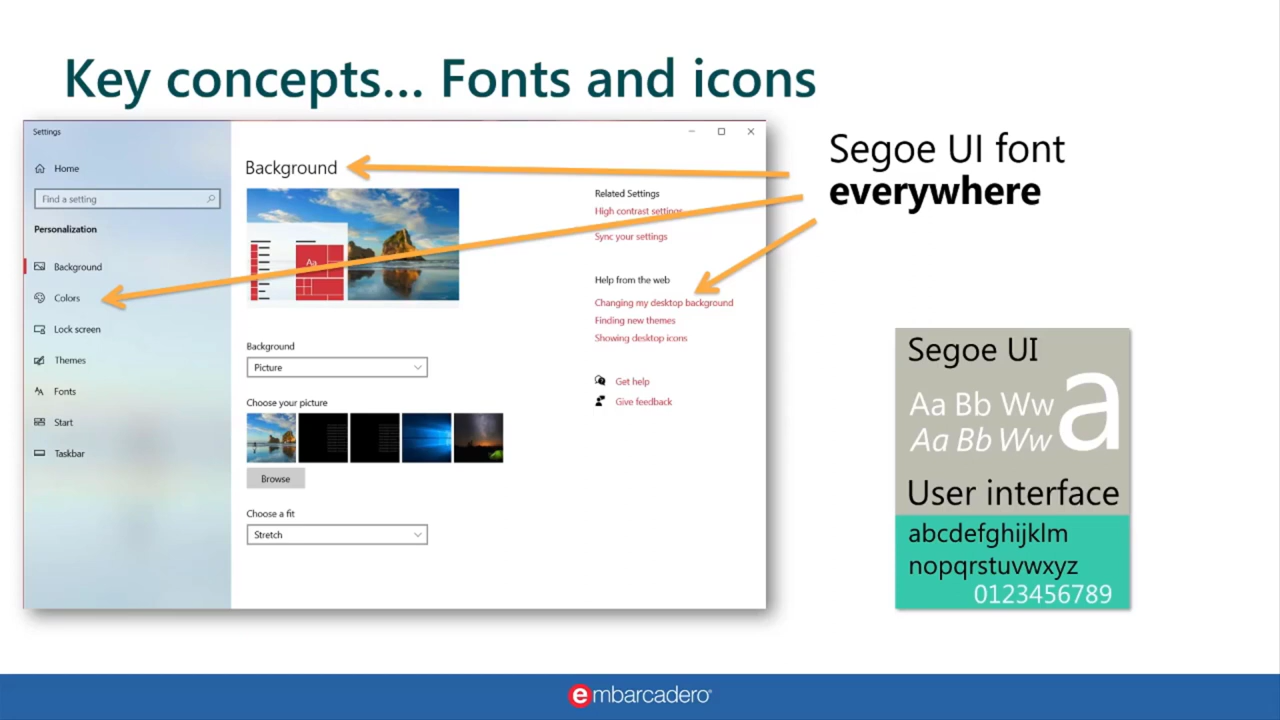 Key concepts... Fonts and icons
Settings
Home
Find a setting
Personalization
Background
Colors
Lock screen
Themes
Fonts
Start
Taskbar
Background
Aa
Background
Picture
Choose your picture
Browse
Choose a fit
Stretch
Related Settings
High contrast settings
Sync your settings
Help from the web
Changing my desktop background
Finding new themes
Showing desktop icons
Get help
Give feedback
Segoe UI font
everywhere
Segoe UI
Aa Bb Ww
Aa Bb Ww
a
User interface
abcdefghijklm
nopqrstuvwxyz
0123456789
embarcadero